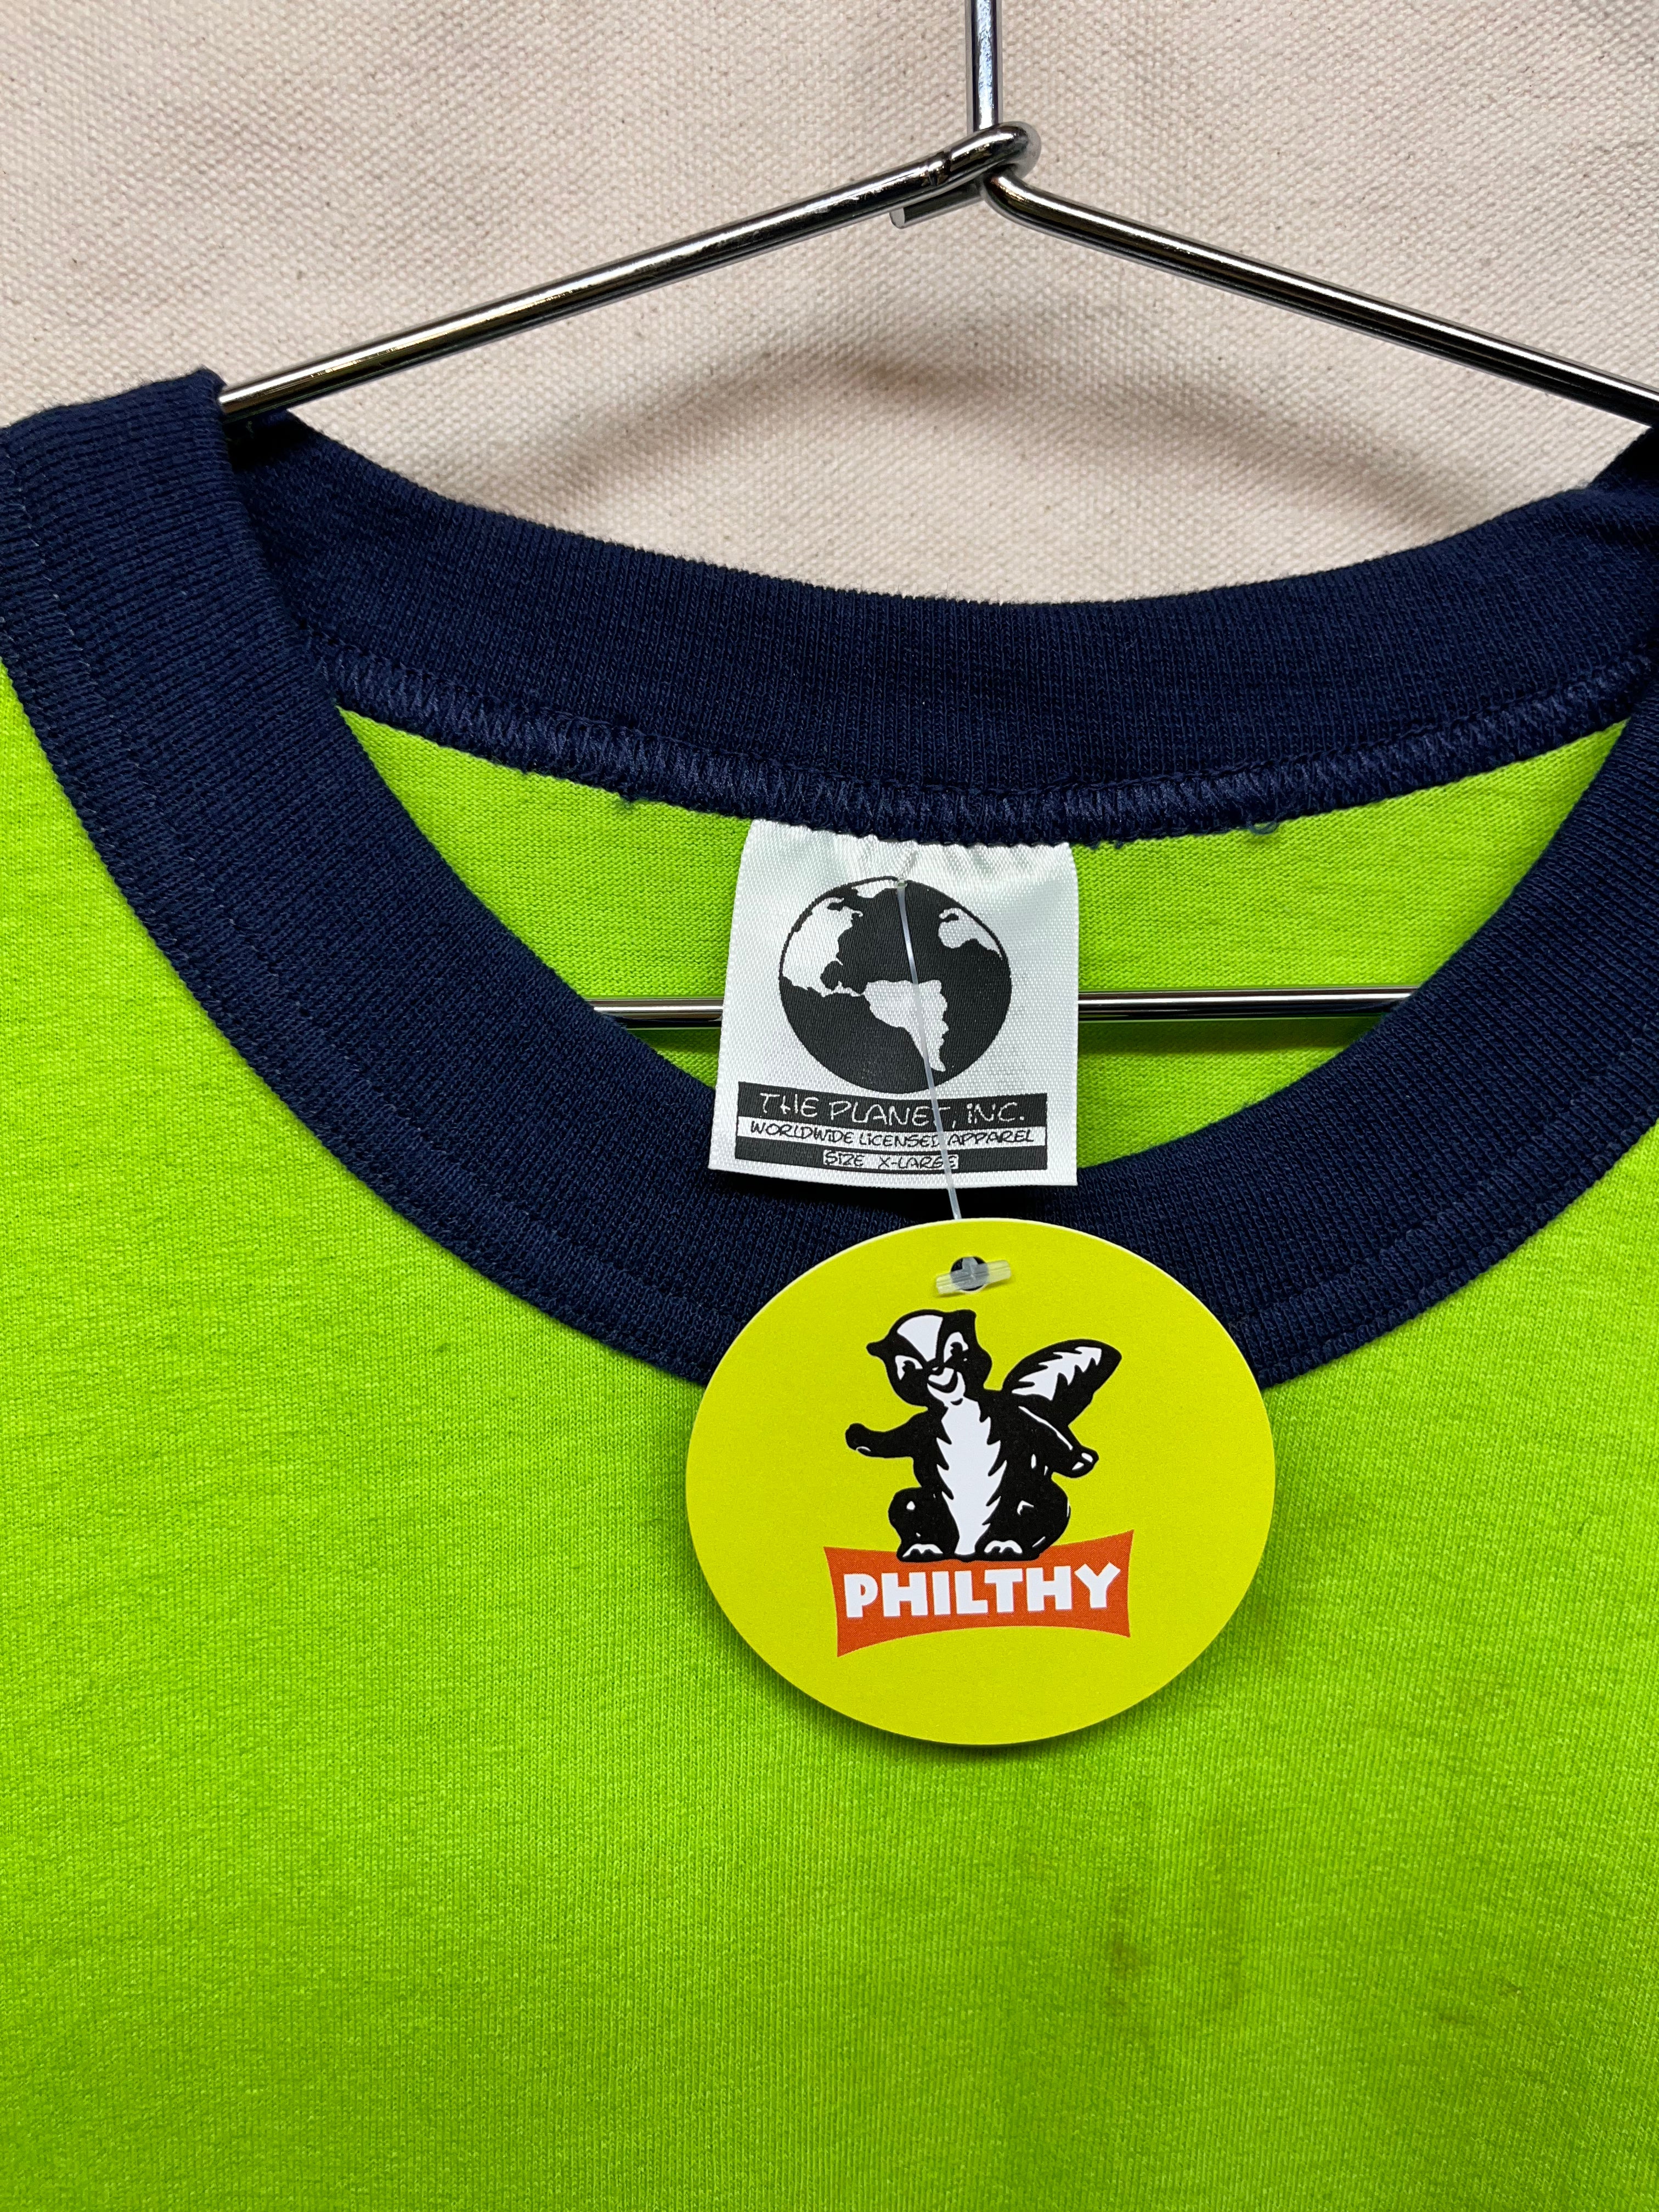 THE PLANET, INC.
WORLDWIDE LICENSED APPAREL
SIZE X-LARGE
PHILTHY